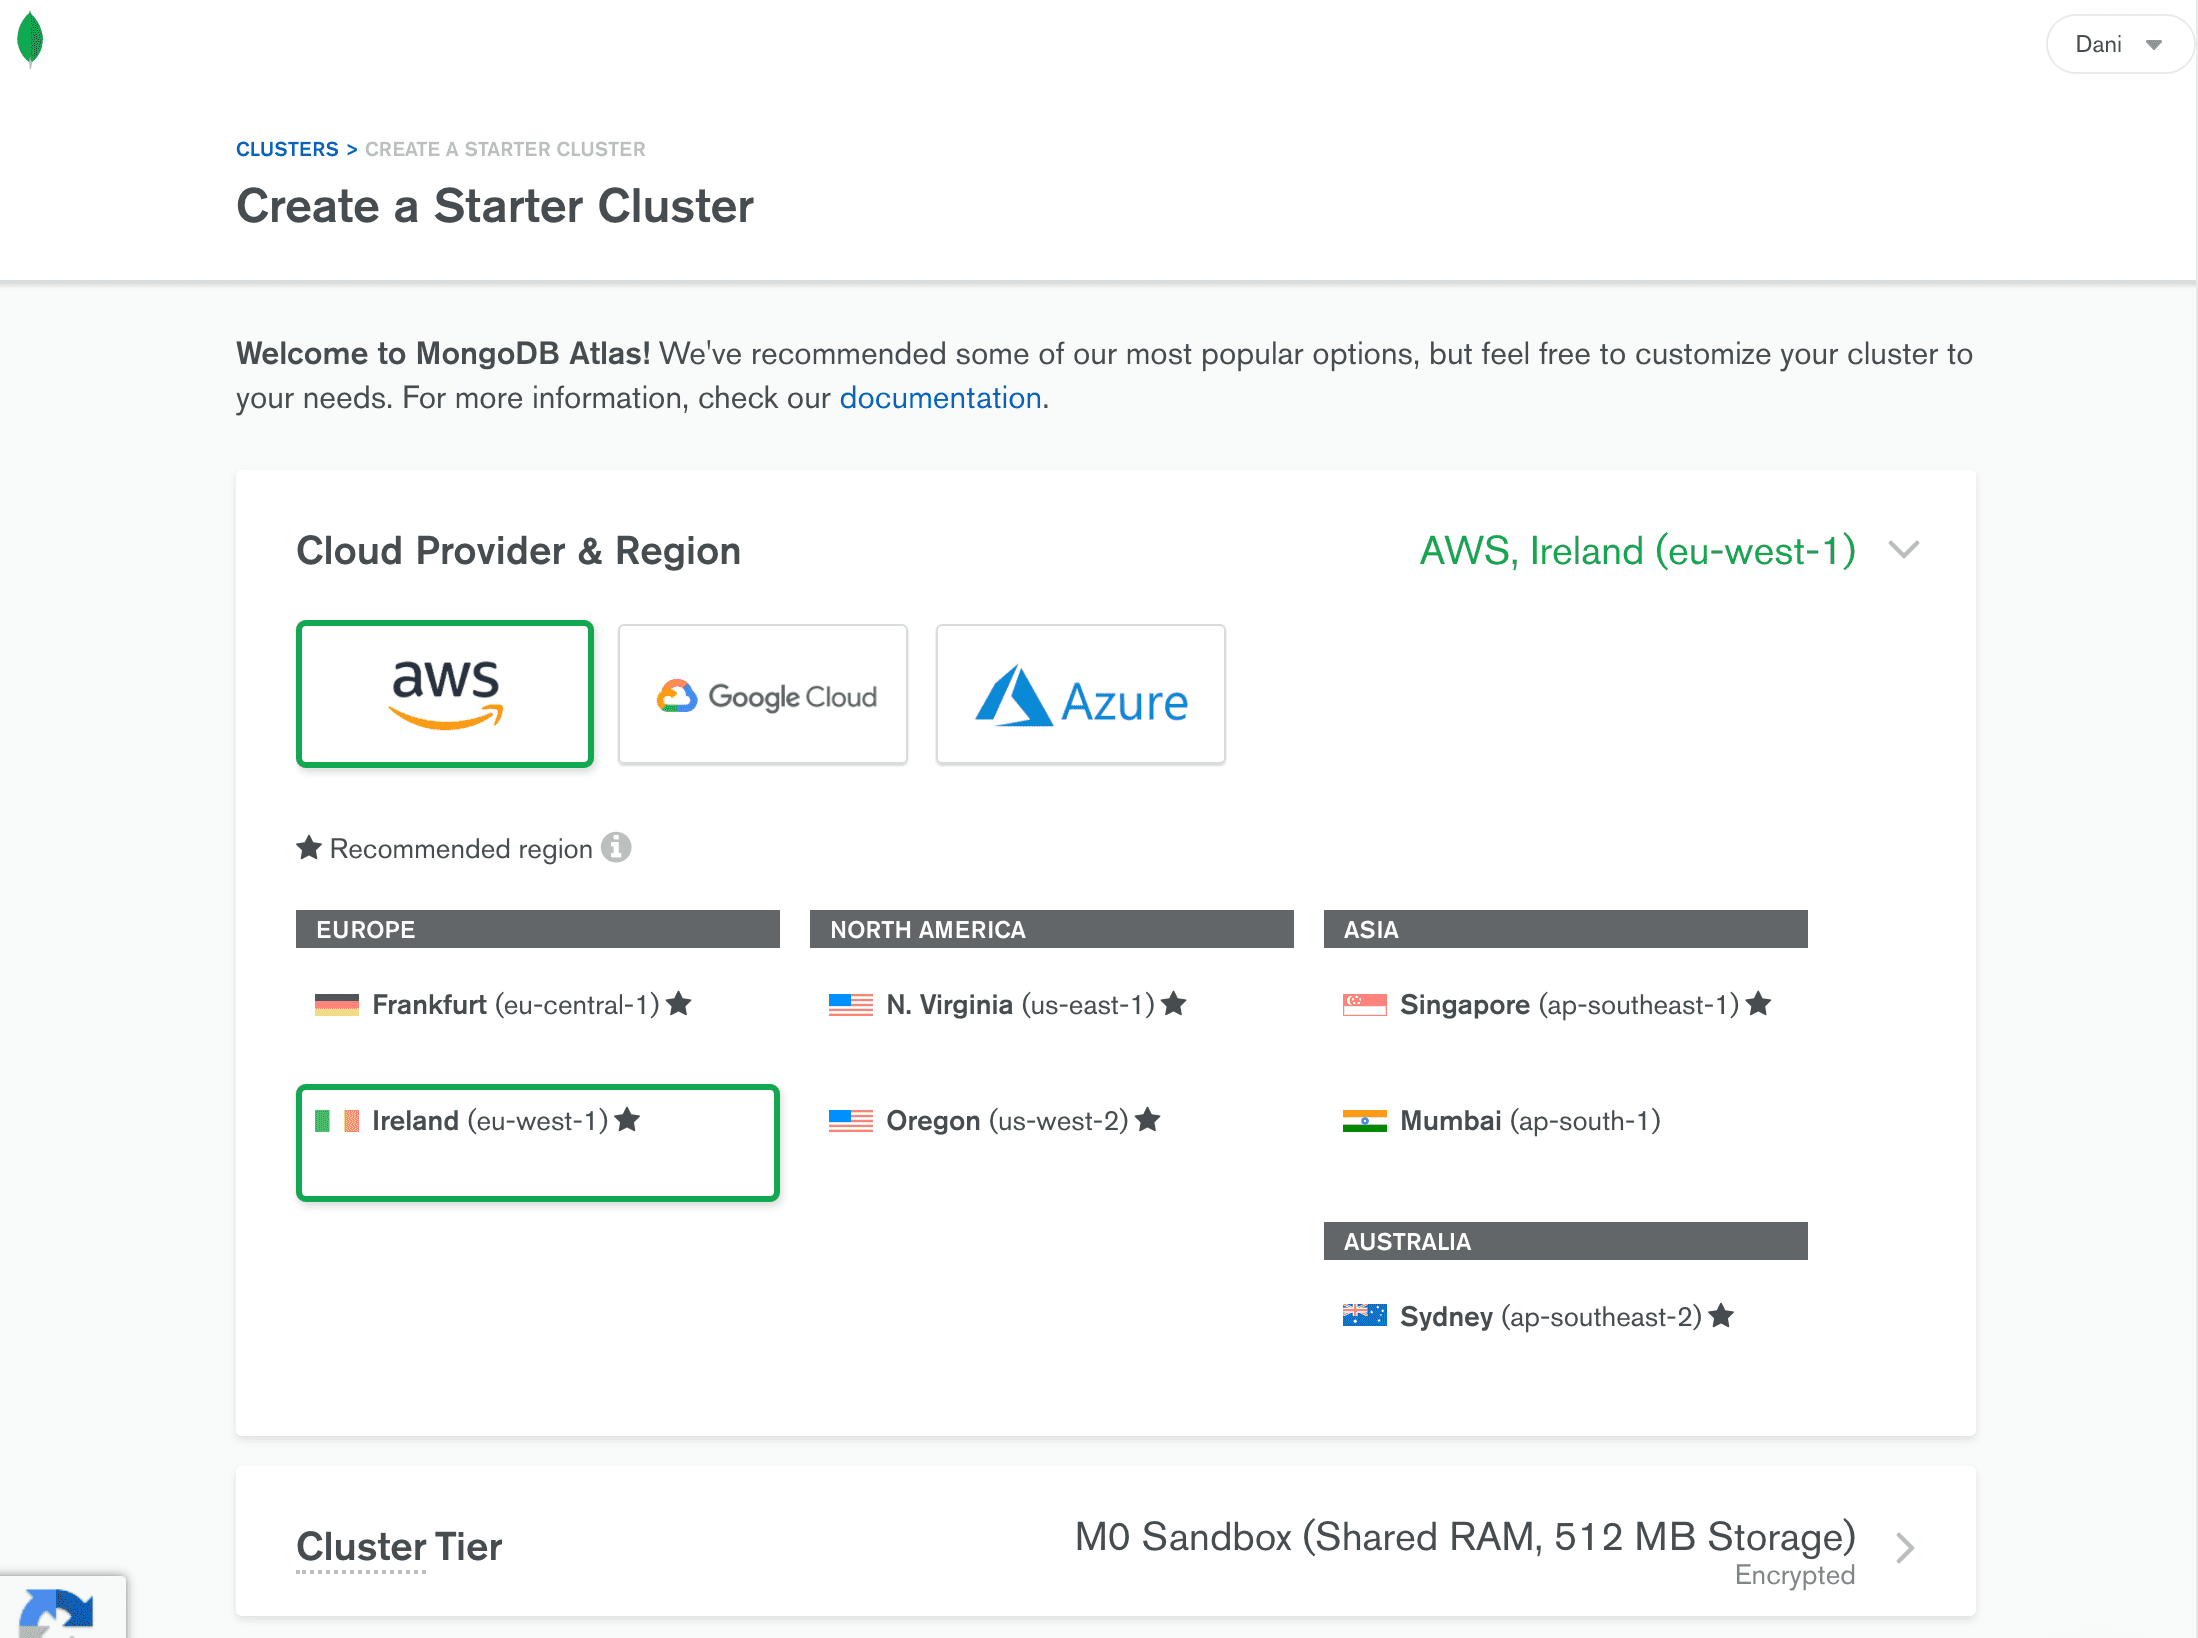 Dani
CLUSTERS > CREATE A STARTER CLUSTER
Create a Starter Cluster
Welcome to MongoDB Atlas! We've recommended some of our most popular options, but feel free to customize your cluster to
your needs. For more information, check our documentation.
Cloud Provider & Region
AWS, Ireland (eu-west-1)
aws
Google Cloud
Azure
Recommended region
EUROPE
Frankfurt (eu-central-1)
Ireland (eu-west-1)
NORTH AMERICA
N. Virginia (us-east-1)
Oregon (us-west-2)
ASIA
Singapore (ap-southeast-1)
Mumbai (ap-south-1)
AUSTRALIA
Sydney (ap-southeast-2)
Cluster Tier
M0 Sandbox (Shared RAM, 512 MB Storage)
Encrypted